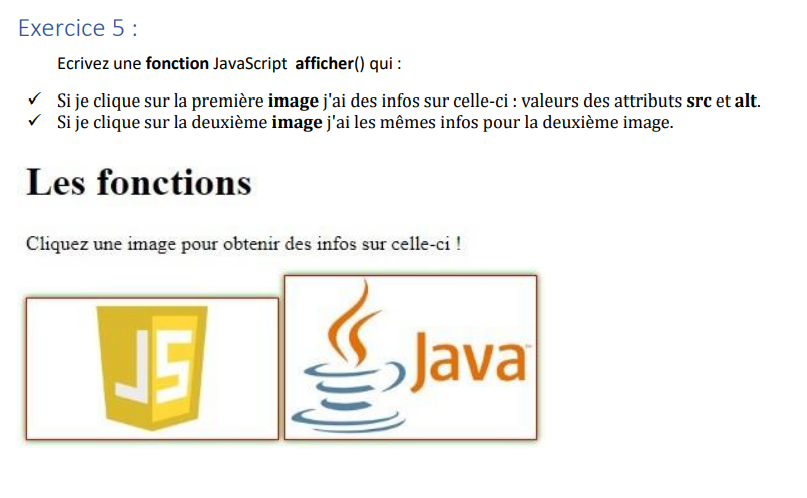 Exercice 5 :
Ecrivez une fonction JavaScript afficher() qui :
✓ Si je clique sur la première image j'ai des infos sur celle-ci : valeurs des attributs src et alt.
✓ Si je clique sur la deuxième image j'ai les mêmes infos pour la deuxième image.
Les fonctions
Cliquez une image pour obtenir des infos sur celle-ci !
JS
Java